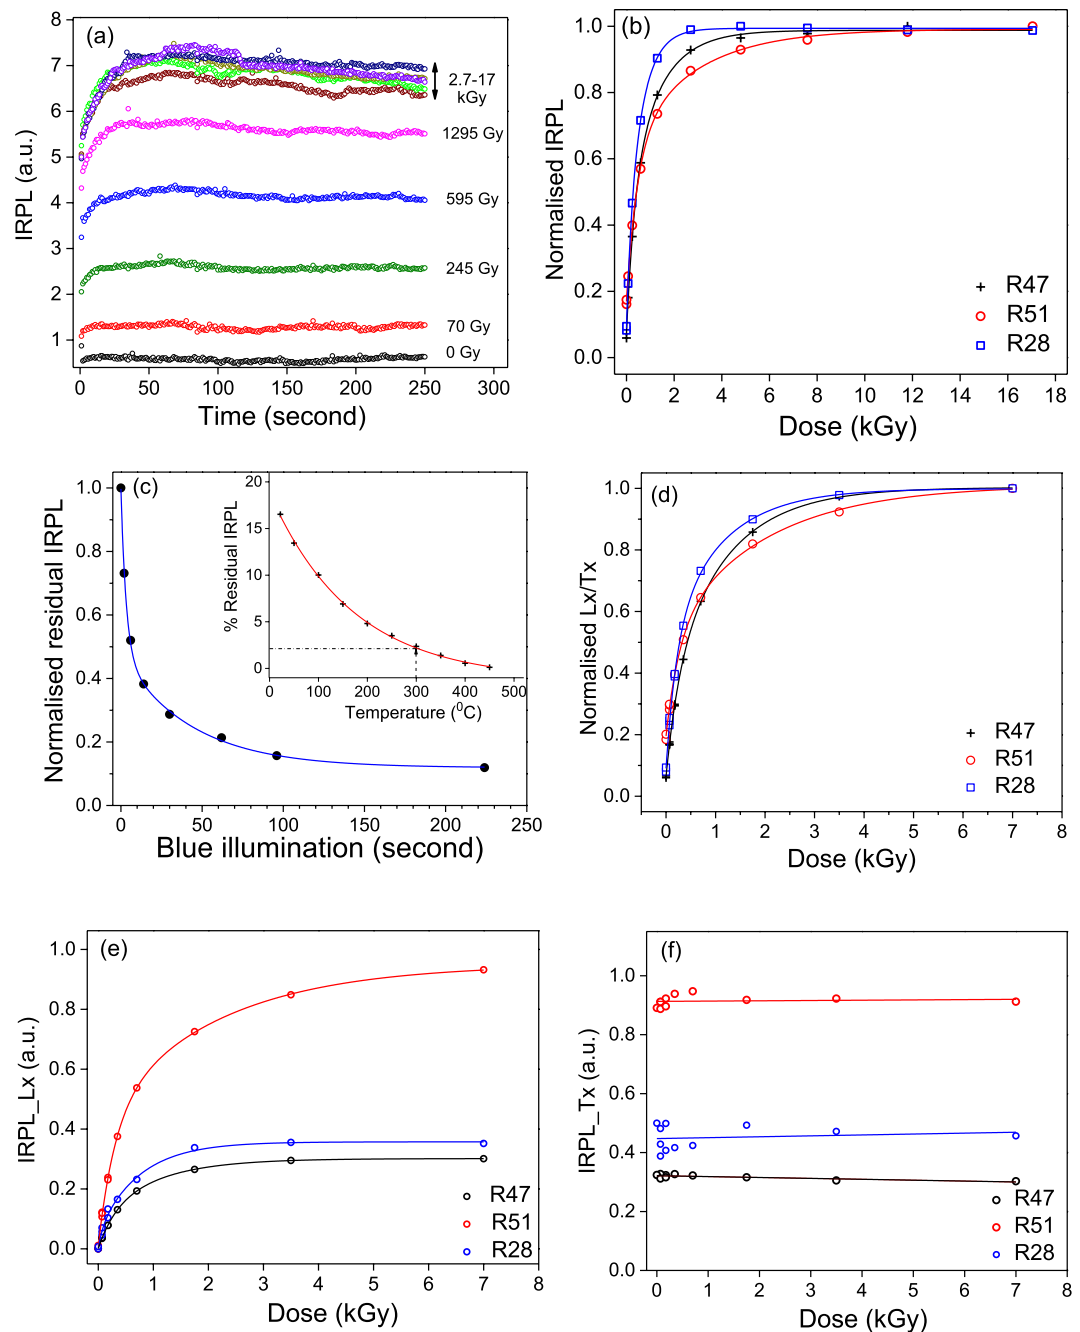 (a)
8
7
6
5
4
3
2
1
IRPL (a.u.)
2.7-17
kGy
1295 Gy
595 Gy
245 Gy
70 Gy
0 Gy
0 50 100 150 200 250 300
Time (second)
(b)
1.0
0.8
0.6
0.4
0.2
0.0
Normalised IRPL
R47
R51
R28
0 2 4 6 8 10 12 14 16 18
Dose (kGy)
(c)
1.0
0.8
0.6
0.4
0.2
0.0
Normalised residual IRPL
20
15
10
5
0
% Residual IRPL
0 100 200 300 400 500
Temperature (⁰C)
0 50 100 150 200 250
Blue illumination (second)
(d)
1.0
0.8
0.6
0.4
0.2
0.0
Normalised Lx/Tx
R47
R51
R28
0 1 2 3 4 5 6 7 8
Dose (kGy)
(e)
1.0
0.8
0.6
0.4
0.2
0.0
IRPL_Lx (a.u.)
R47
R51
R28
0 1 2 3 4 5 6 7 8
Dose (kGy)
(f)
1.0
0.8
0.6
0.4
0.2
0.0
IRPL_Tx (a.u.)
R47
R51
R28
0 1 2 3 4 5 6 7 8
Dose (kGy)